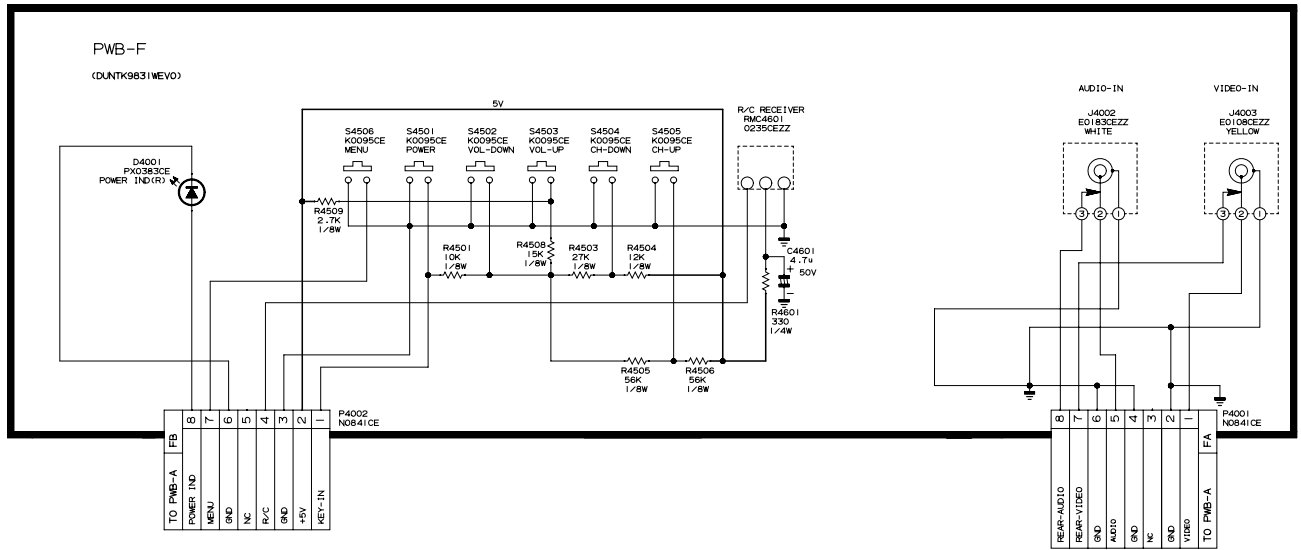 PWB-F
(DUNTK9831WEV0)
5V
S4506
K0095CE
MENU
S4501
K0095CE
POWER
S4502
K0095CE
VOL-DOWN
S4503
K0095CE
VOL-UP
S4504
K0095CE
CH-DOWN
S4505
K0095CE
CH-UP
R/C RECEIVER
RMC4601
0235CEZZ
AUDIO-IN
J4002
E0183CEZZ
WHITE
VIDEO-IN
J4003
E0108CEZZ
YELLOW
D4001
PX0383CE
POWER IND(R)
R4509
2.7K
1/8W
R4501
10K
1/8W
R4508
15K
1/8W
R4503
27K
1/8W
R4504
12K
1/8W
C4601
4.7u
+ 50V
-
R4601
330
1/4W
R4505
56K
1/8W
R4506
56K
1/8W
3 2 1
3 2 1
P4002
N0841CE
8 7 6 5 4 3 2 1
FB
TO PWB-A
POWER IND
MENU
GND
NC
R/C
GND
+5V
KEY-IN
P4001
N0841CE
8 7 6 5 4 3 2 1
FA
REAR-AUDIO
REAR-VIDEO
GND
AUDIO
GND
NC
GND
VIDEO
TO PWB-A